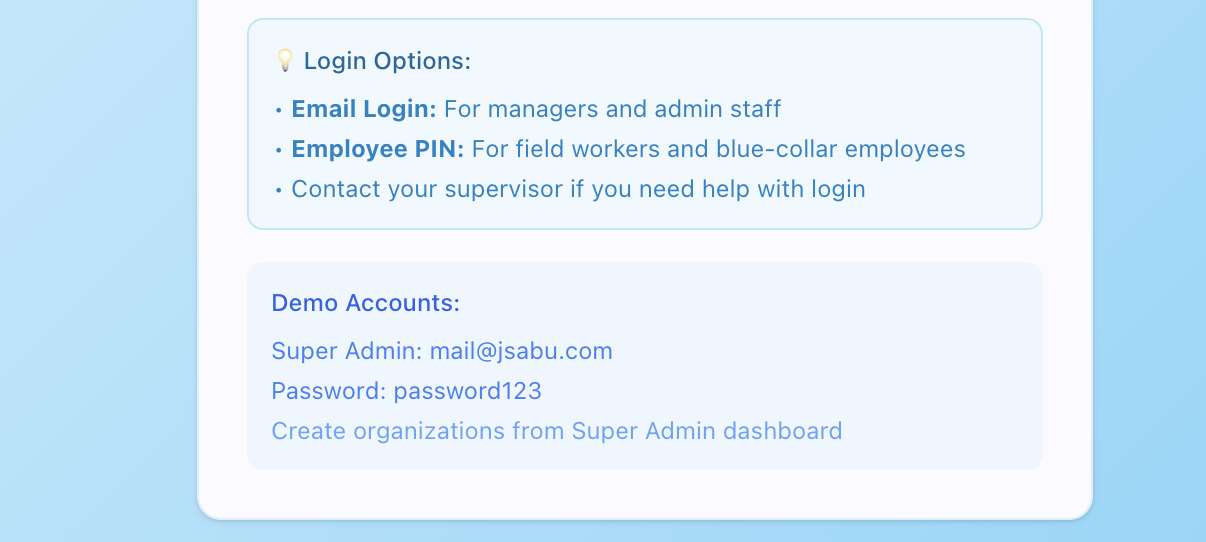 💡 Login Options:
• Email Login: For managers and admin staff
• Employee PIN: For field workers and blue-collar employees
• Contact your supervisor if you need help with login
Demo Accounts:
Super Admin: mail@jsabu.com
Password: password123
Create organizations from Super Admin dashboard